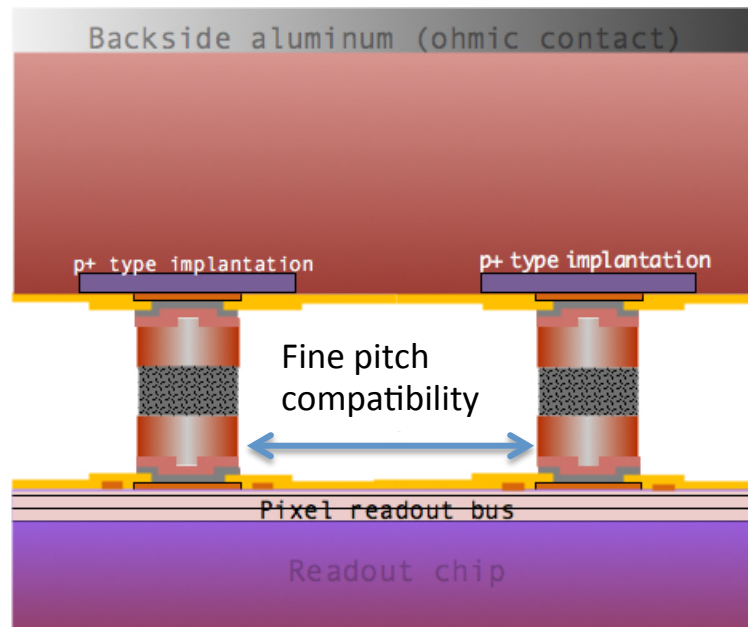 Backside aluminum (ohmic contact)
p+ type implantation
p+ type implantation
Fine pitch
compatibility
Pixel readout bus
Readout chip